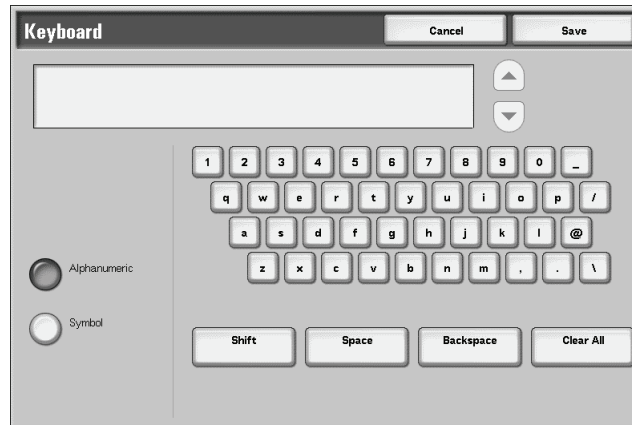 Keyboard Cancel Save
1 2 3 4 5 6 7 8 9 0 _
q w e r t y u i o p /
a s d f g h j k l @
z x c v b n m , . \
Alphanumeric
Symbol
Shift Space Backspace Clear All